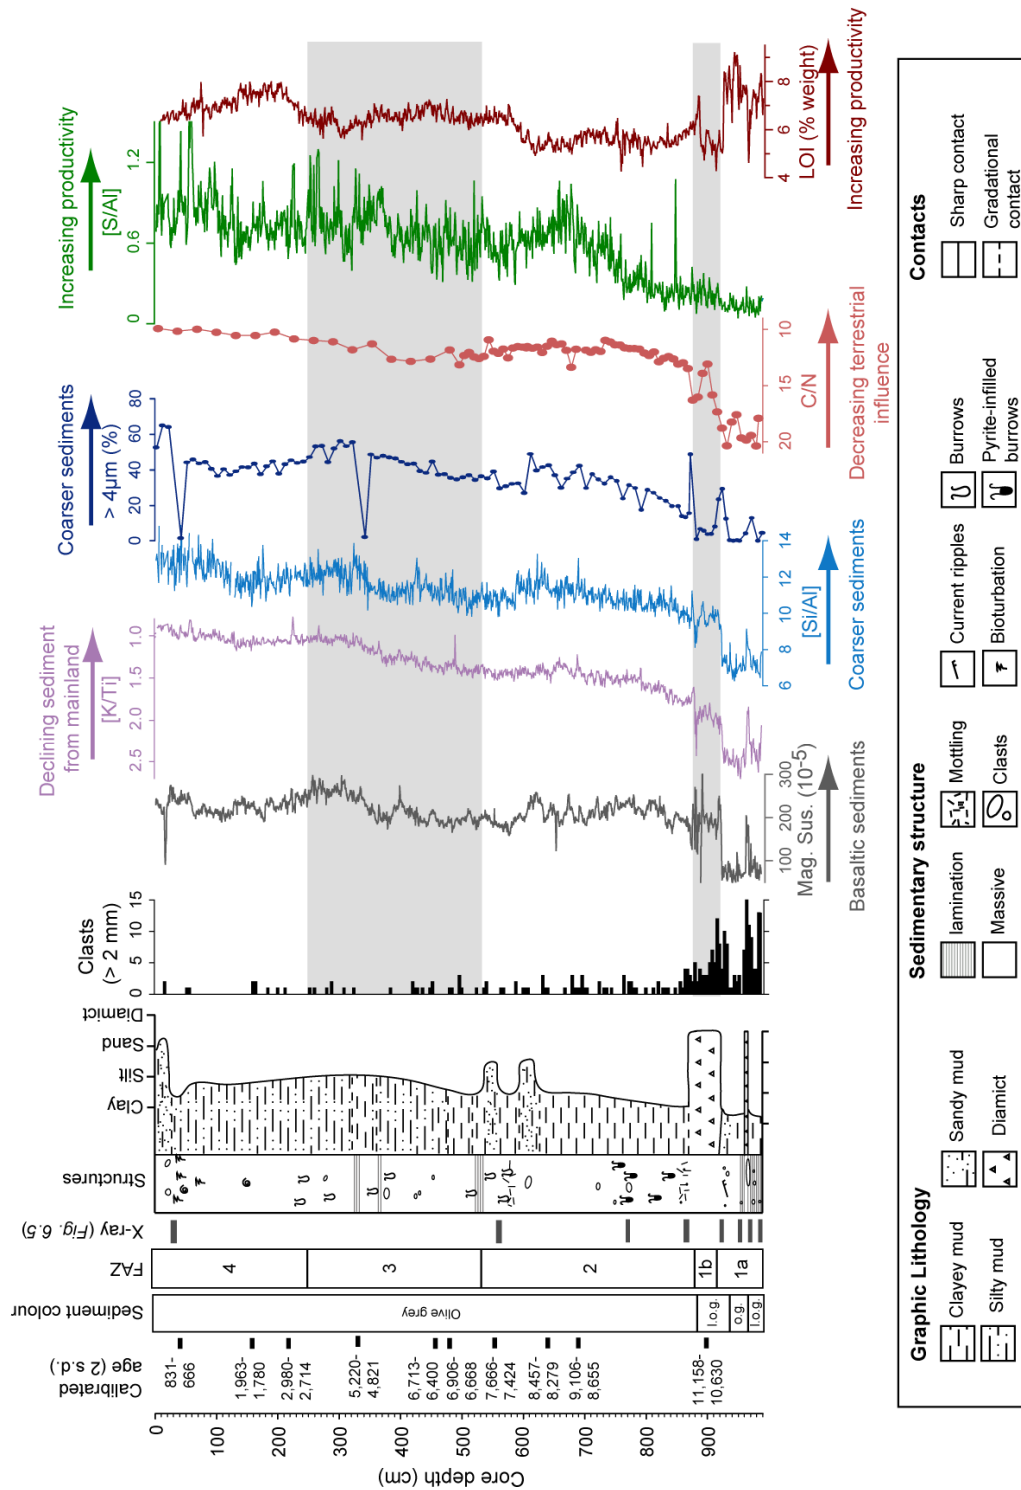 Core depth (cm)
0
100
200
300
400
500
600
700
800
900
Calibrated
age (2 s.d.)
831-
666
1,963-
1,780
2,980-
2,714
5,220-
4,821
6,713-
6,400
6,906-
6,668
7,666-
7,424
8,457-
8,279
9,106-
8,655
11,158-
10,630
Sediment colour
Olive grey
l.o.g.
o.g.
l.o.g.
FAZ
4
3
2
1b
1a
X-ray (Fig. 6.5)
Structures
Clay
Silt
Sand
Diamict
Clasts
(> 2 mm)
0
5
10
15
100
200
300
Mag. Sus. (10-5)
Basaltic sediments
Declining sediment
from mainland
[K/Ti]
2.5
2.0
1.5
1.0
6
8
10
12
14
[Si/Al]
Coarser sediments
Coarser sediments
> 4µm (%)
0
20
40
60
80
20
15
10
C/N
Decreasing terrestrial
influence
Increasing productivity
[S/Al]
0
0.6
1.2
4
6
8
LOI (% weight)
Increasing productivity
Graphic Lithology
Clayey mud
Sandy mud
Silty mud
Diamict
Sedimentary structure
lamination
Mottling
Current ripples
Burrows
Massive
Clasts
Bioturbation
Pyrite-infilled
burrows
Contacts
Sharp contact
Gradational
contact